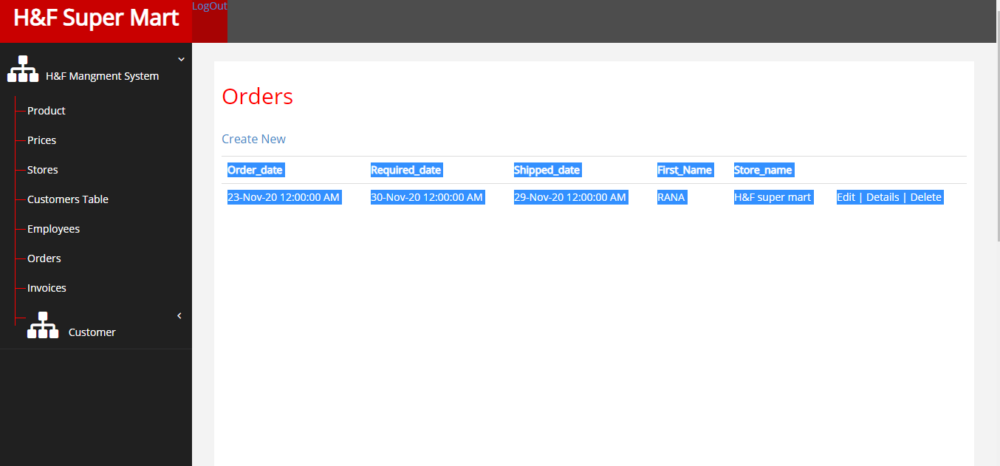 H&F Super Mart
LogOut
H&F Mangment System
Product
Prices
Stores
Customers Table
Employees
Orders
Invoices
Customer
Orders
Create New
Order_date Required_date Shipped_date First_Name Store_name
23-Nov-20 12:00:00 AM 30-Nov-20 12:00:00 AM 29-Nov-20 12:00:00 AM RANA H&F super mart Edit | Details | Delete